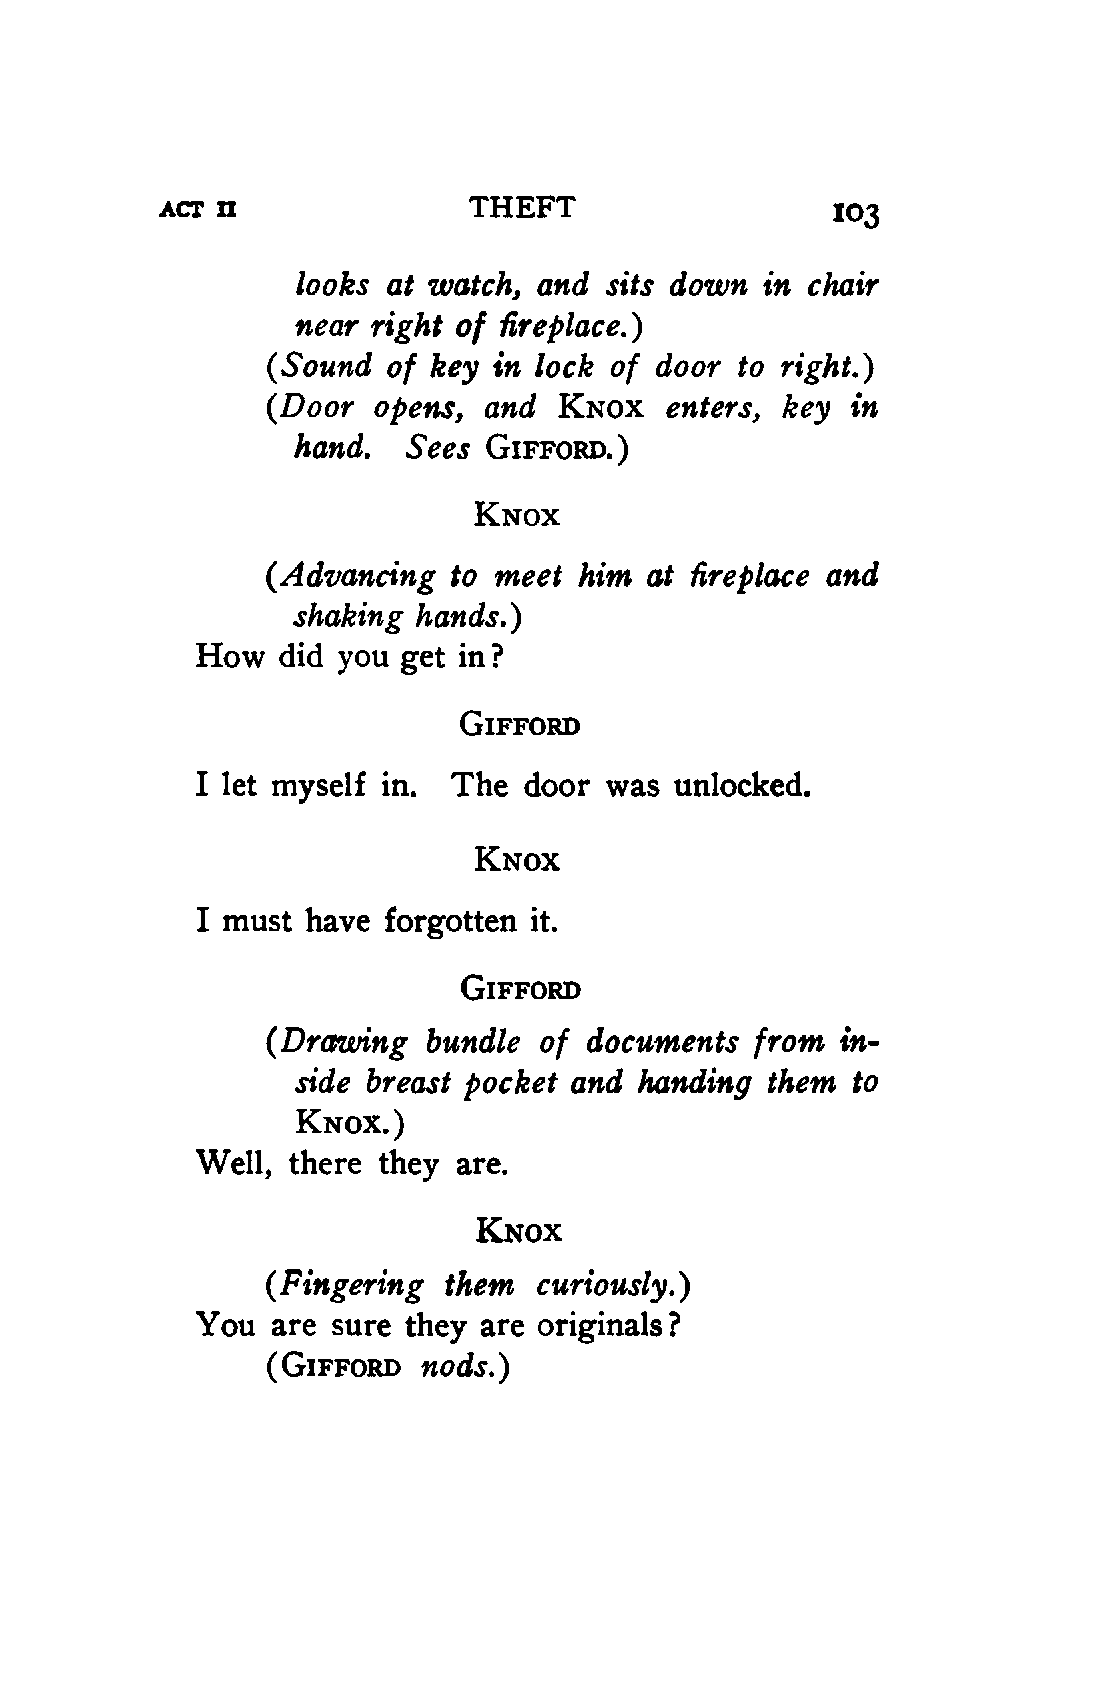 ACT II THEFT 103
looks at watch, and sits down in chair
near right of fireplace.)
(Sound of key in lock of door to right.)
(Door opens, and KNOX enters, key in
hand. Sees GIFFORD.)
KNOX
(Advancing to meet him at fireplace and
shaking hands.)
How did you get in?
GIFFORD
I let myself in. The door was unlocked.
KNOX
I must have forgotten it.
GIFFORD
(Drawing bundle of documents from in-
side breast pocket and handing them to
KNOX.)
Well, there they are.
KNOX
(Fingering them curiously.)
You are sure they are originals?
(GIFFORD nods.)